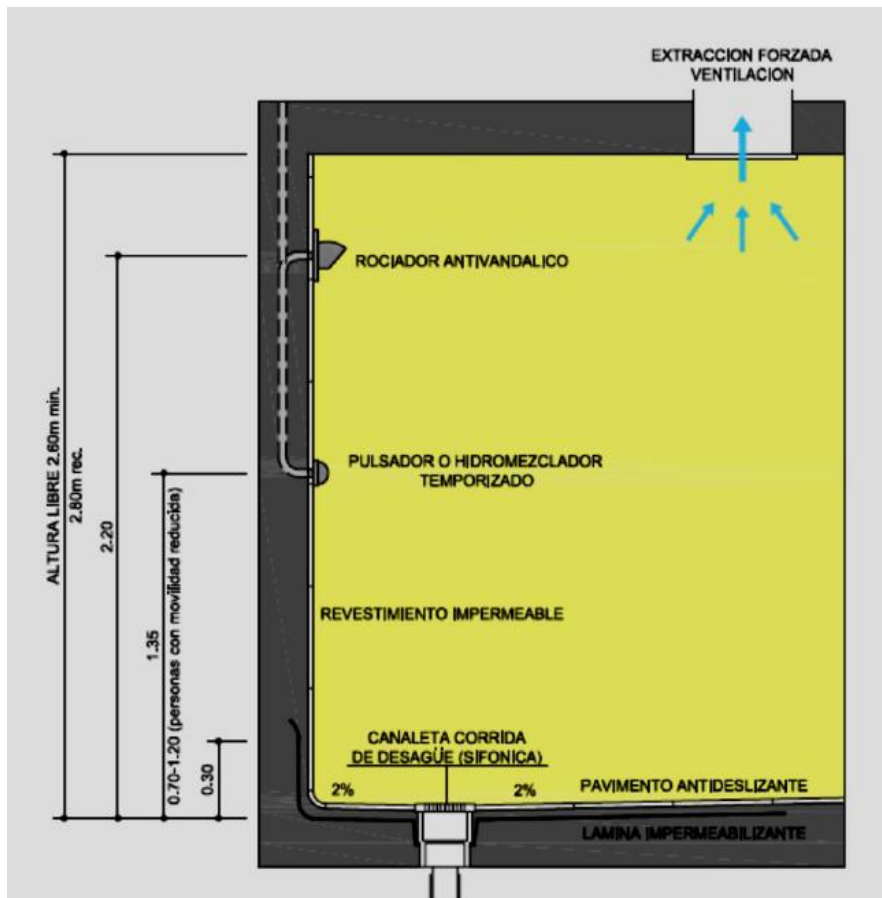 EXTRACCION FORZADA
VENTILACION
ROCIADOR ANTIVANDALICO
ALTURA LIBRE 2.60m min.
2.80m rec.
2.20
PULSADOR O HIDROMEZCLADOR
TEMPORIZADO
1.35
0.70-1.20 (personas con movilidad reducida)
0.30
REVESTIMIENTO IMPERMEABLE
CANALETA CORRIDA
DE DESAGÜE (SIFONICA)
2%
2%
PAVIMENTO ANTIDESLIZANTE
LAMINA IMPERMEABILIZANTE